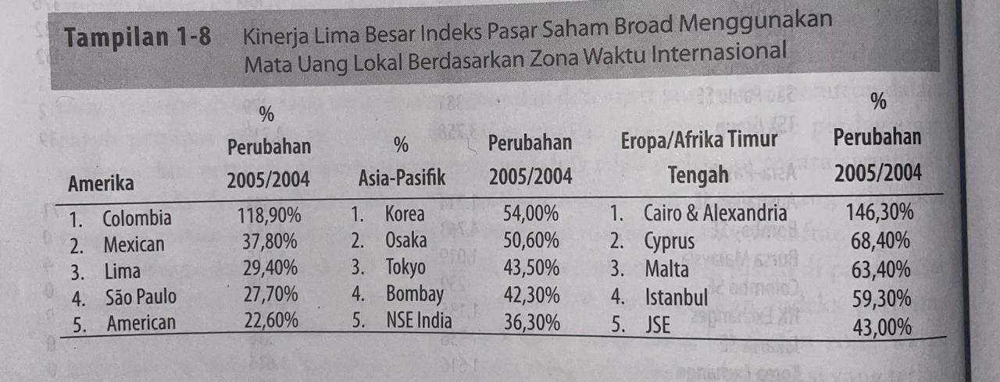 Tampilan 1-8 Kinerja Lima Besar Indeks Pasar Saham Broad Menggunakan
Mata Uang Lokal Berdasarkan Zona Waktu Internasional
% %
Perubahan % Perubahan Eropa/Afrika Timur Perubahan
Amerika 2005/2004 Asia-Pasifik 2005/2004 Tengah 2005/2004
1. Colombia 118,90% 1. Korea 54,00% 1. Cairo & Alexandria 146,30%
2. Mexican 37,80% 2. Osaka 50,60% 2. Cyprus 68,40%
3. Lima 29,40% 3. Tokyo 43,50% 3. Malta 63,40%
4. São Paulo 27,70% 4. Bombay 42,30% 4. Istanbul 59,30%
5. American 22,60% 5. NSE India 36,30% 5. JSE 43,00%